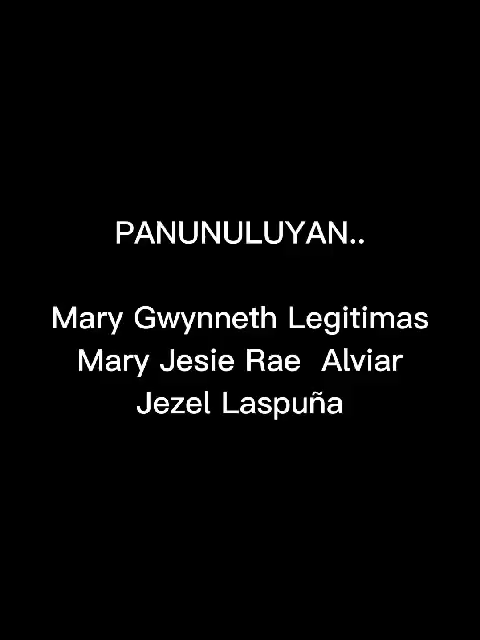 PANUNULUYAN..
Mary Gwynneth Legitimas
Mary Jesie Rae  Alviar
Jezel Laspuña